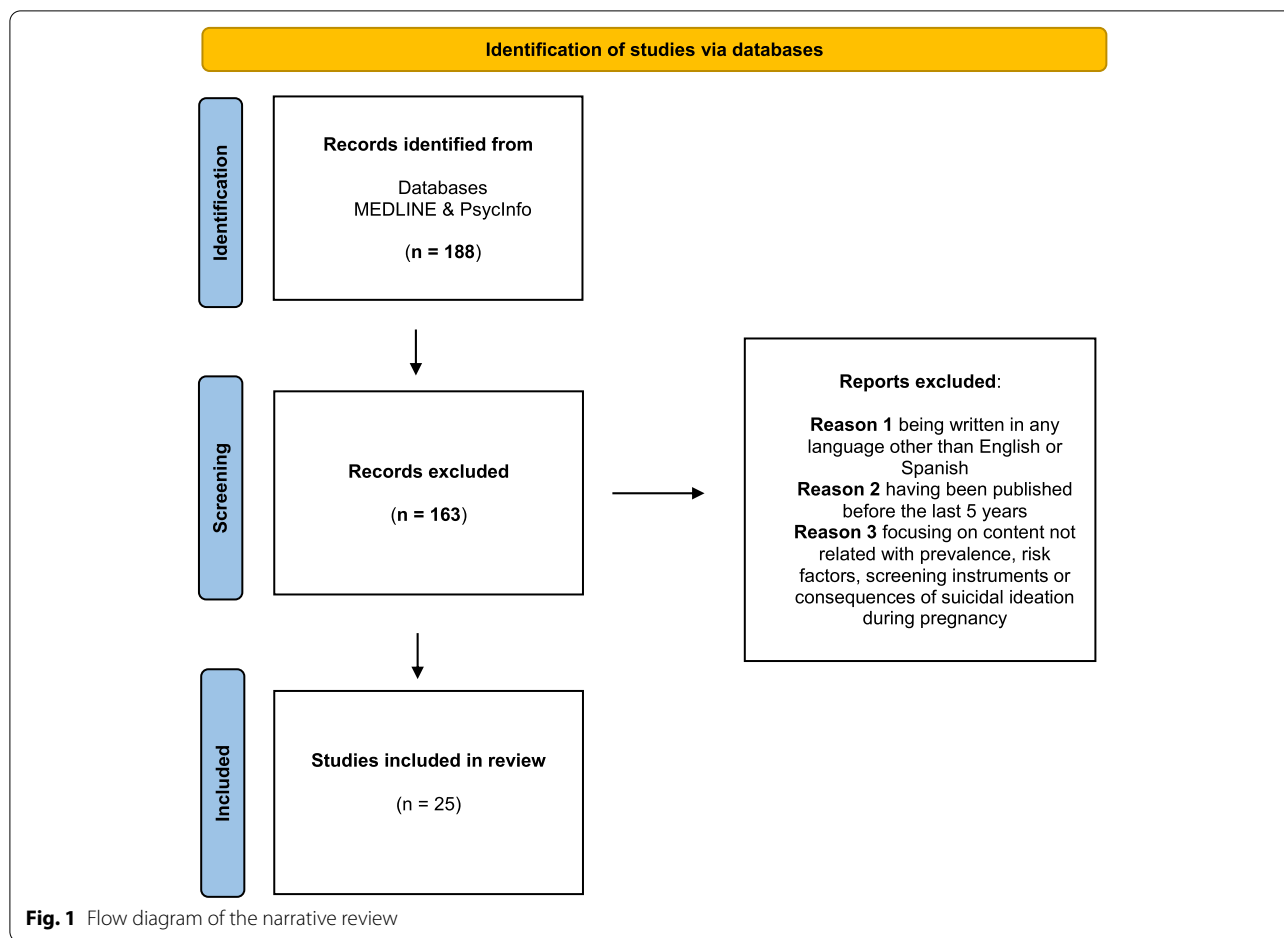 Identification of studies via databases
Identification
Records identified from
Databases
MEDLINE & PsycInfo
(n = 188)
Screening
Records excluded
(n = 163)
Reports excluded:
Reason 1 being written in any
language other than English or
Spanish
Reason 2 having been published
before the last 5 years
Reason 3 focusing on content not
related with prevalence, risk
factors, screening instruments or
consequences of suicidal ideation
during pregnancy
Included
Studies included in review
(n = 25)
Fig. 1 Flow diagram of the narrative review